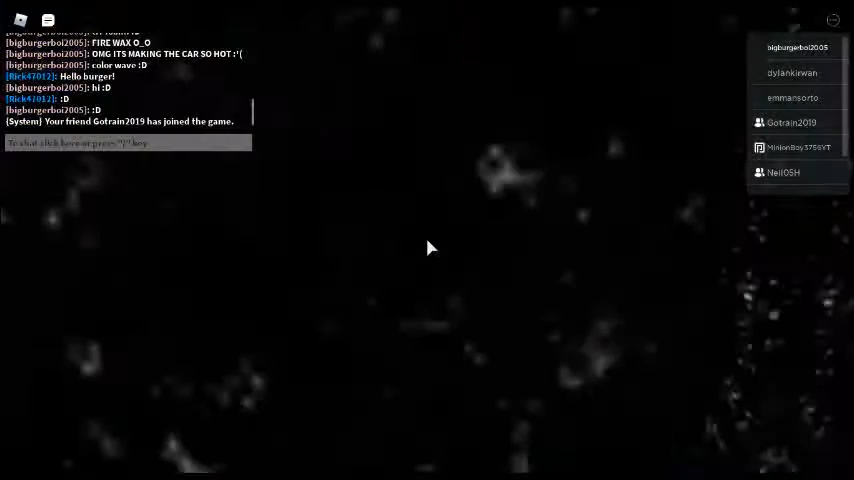 [bigburgerboi2005]: FIRE WAX O_O
[bigburgerboi2005]: OMG ITS MAKING THE CAR SO HOT :'(
[bigburgerboi2005]: color wave :D
[Rick47012]: Hello burger!
[bigburgerboi2005]: hi :D
[Rick47012]: :D
[bigburgerboi2005]: :D
{System} Your friend Gotrain2019 has joined the game.
To chat click here or press "/" key
bigburgerboi2005
dylankirwan
emmansorto
Gotrain2019
MinionBoy3756YT
Neil05H